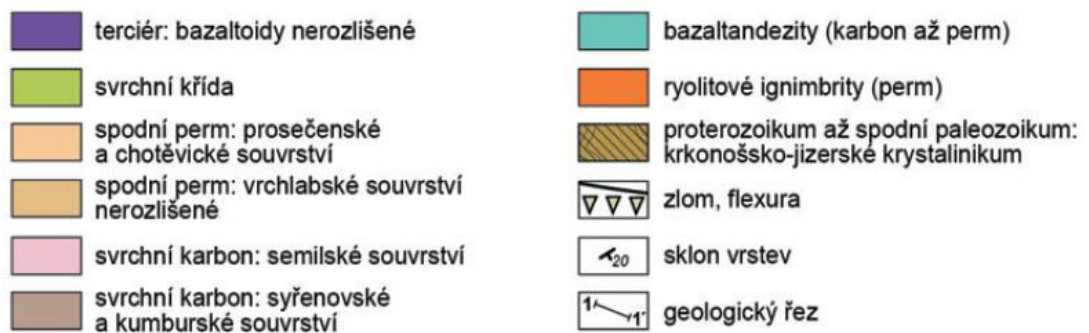 terciér: bazaltoidy nerozlišené
svrchní křída
spodní perm: prosečenské
a chotěvické souvrství
spodní perm: vrchlabské souvrství
nerozlišené
svrchní karbon: semilské souvrství
svrchní karbon: syřenovské
a kumburské souvrství
bazaltandezity (karbon až perm)
ryolitové ignimbrity (perm)
proterozoikum až spodní paleozoikum:
krkonošsko-jizerské krystalinikum
zlom, flexura
20
sklon vrstev
1 1'
geologický řez